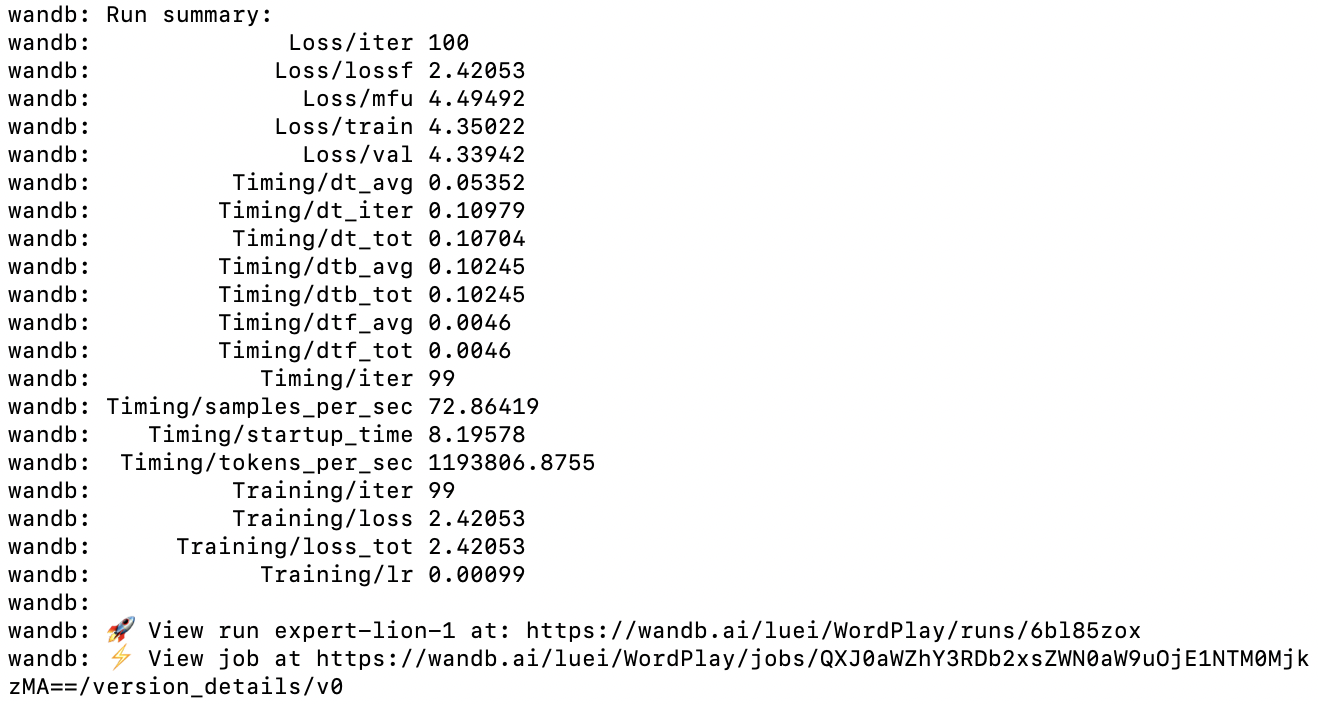 wandb: Run summary:
wandb:               Loss/iter 100
wandb:              Loss/lossf 2.42053
wandb:                Loss/mfu 4.49492
wandb:              Loss/train 4.35022
wandb:                Loss/val 4.33942
wandb:           Timing/dt_avg 0.05352
wandb:          Timing/dt_iter 0.10979
wandb:           Timing/dt_tot 0.10704
wandb:          Timing/dtb_avg 0.10245
wandb:          Timing/dtb_tot 0.10245
wandb:          Timing/dtf_avg 0.0046
wandb:          Timing/dtf_tot 0.0046
wandb:             Timing/iter 99
wandb:  Timing/samples_per_sec 72.86419
wandb:     Timing/startup_time 8.19578
wandb:   Timing/tokens_per_sec 1193806.8755
wandb:           Training/iter 99
wandb:           Training/loss 2.42053
wandb:       Training/loss_tot 2.42053
wandb:             Training/lr 0.00099
wandb:
wandb: 🚀 View run expert-lion-1 at: https://wandb.ai/luei/WordPlay/runs/6bl85zox
wandb: ⚡ View job at https://wandb.ai/luei/WordPlay/jobs/QXJ0aWZhY3RDb2xsZWN0aW9uOjE1NTM0Mjk
zMA==/version_details/v0